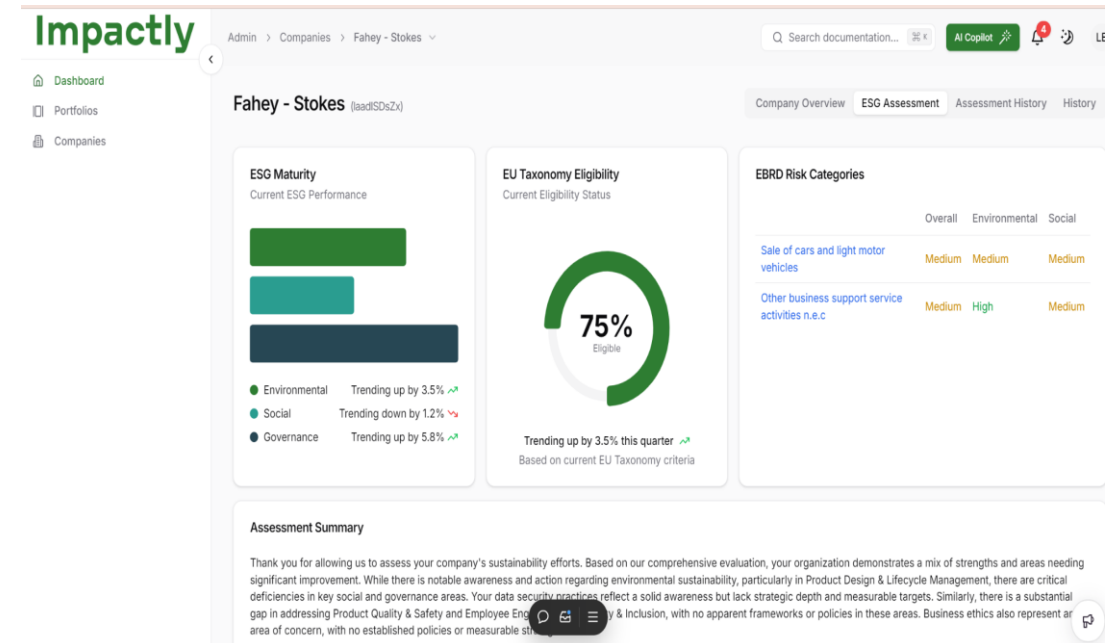 Impactly
Admin > Companies > Fahey - Stokes
Search documentation... ⌘ K
AI Copilot
4
LE
Dashboard
Portfolios
Companies
Fahey - Stokes (IaadISDsZx)
Company Overview ESG Assessment Assessment History History
ESG Maturity
Current ESG Performance
Environmental Trending up by 3.5%
Social Trending down by 1.2%
Governance Trending up by 5.8%
EU Taxonomy Eligibility
Current Eligibility Status
75%
Eligible
Trending up by 3.5% this quarter
Based on current EU Taxonomy criteria
EBRD Risk Categories
Overall Environmental Social
Sale of cars and light motor
vehicles
Medium Medium Medium
Other business support service
activities n.e.c
Medium High Medium
Assessment Summary
Thank you for allowing us to assess your company's sustainability efforts. Based on our comprehensive evaluation, your organization demonstrates a mix of strengths and areas needing
significant improvement. While there is notable awareness and action regarding environmental sustainability, particularly in Product Design & Lifecycle Management, there are critical
deficiencies in key social and governance areas. Your data security practices reflect a solid awareness but lack strategic depth and measurable targets. Similarly, there is a substantial
gap in addressing Product Quality & Safety and Employee Eng y & Inclusion, with no apparent frameworks or policies in these areas. Business ethics also represent an
area of concern, with no established policies or measurable